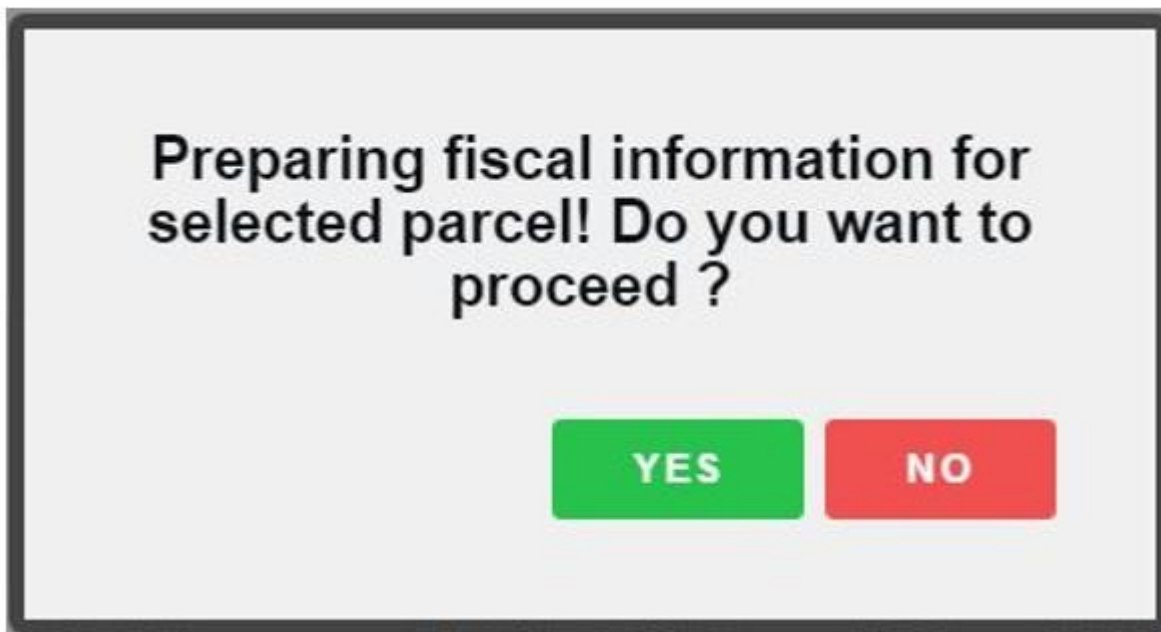 Preparing fiscal information for
selected parcel! Do you want to
proceed ?
YES NO